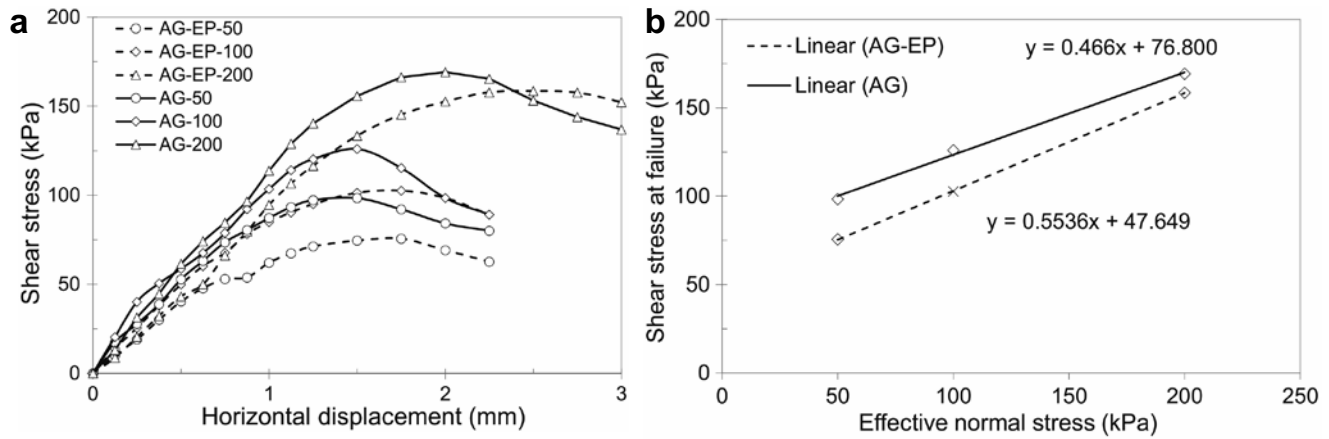 a
200
150
100
50
0
Shear stress (kPa)
AG-EP-50
AG-EP-100
AG-EP-200
AG-50
AG-100
AG-200
0
1
2
3
Horizontal displacement (mm)
b
200
150
100
50
0
Shear stress at failure (kPa)
Linear (AG-EP)
Linear (AG)
y = 0.466x + 76.800
y = 0.5536x + 47.649
0
50
100
150
200
250
Effective normal stress (kPa)